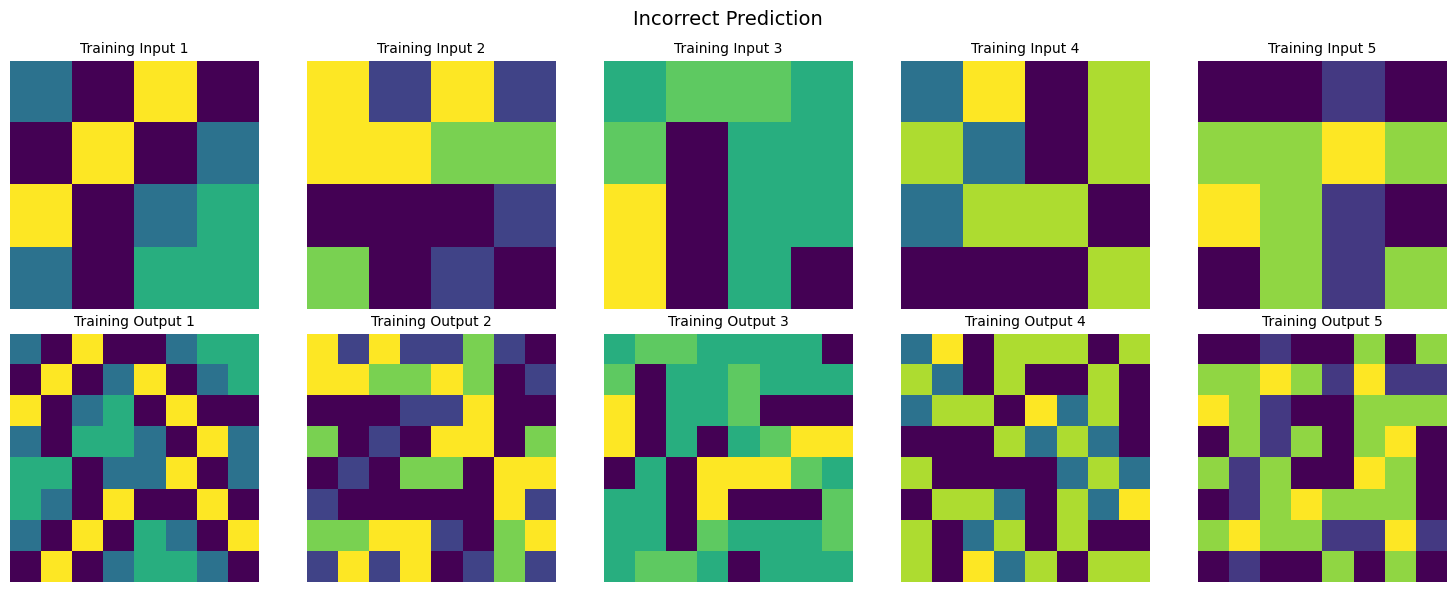 Incorrect Prediction
Training Input 1
Training Input 2
Training Input 3
Training Input 4
Training Input 5
Training Output 1
Training Output 2
Training Output 3
Training Output 4
Training Output 5